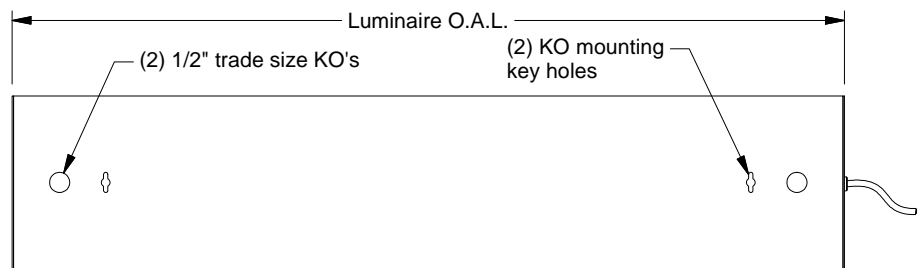 Luminaire O.A.L.
(2) 1/2" trade size KO's
(2) KO mounting
key holes